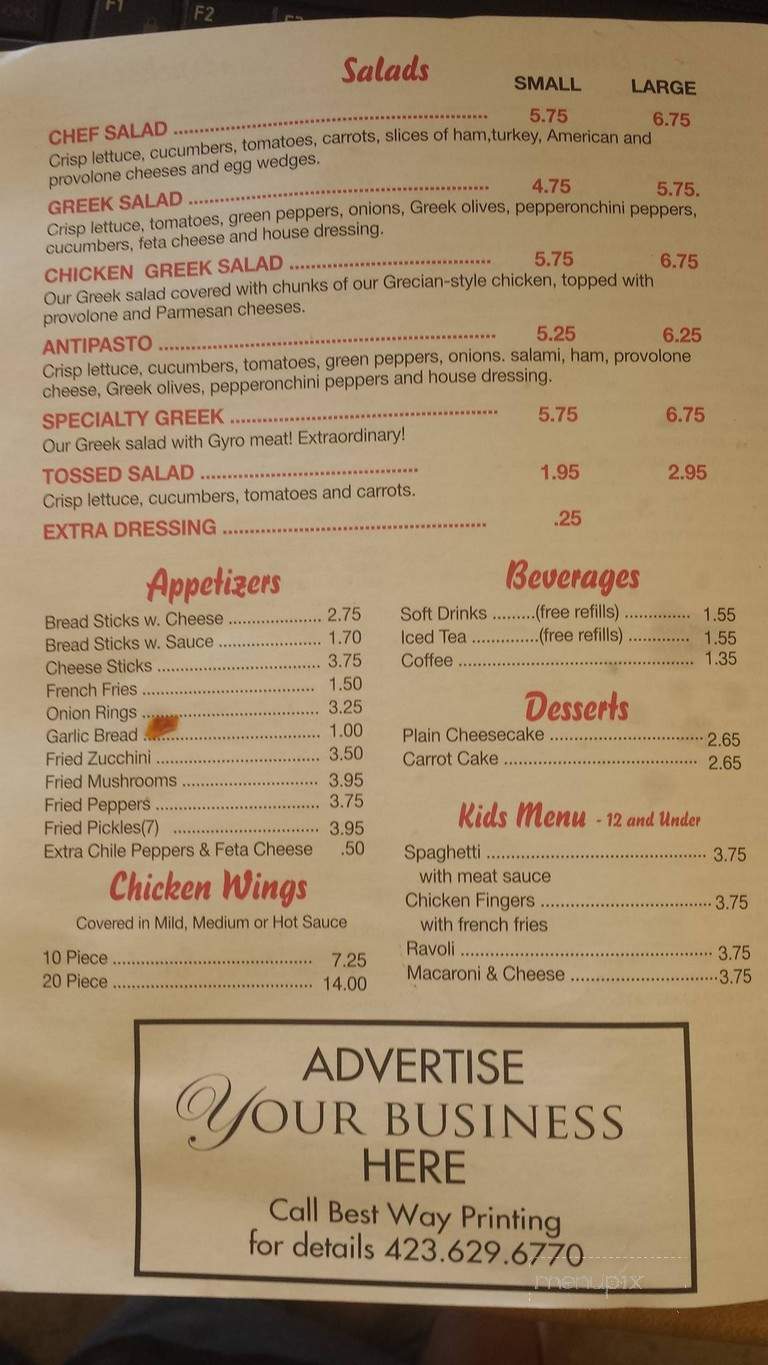 F1
F2
Salads
SMALL LARGE
CHEF SALAD ........ 5.75 6.75
Crisp lettuce, cucumbers, tomatoes, carrots, slices of ham,turkey, American and
provolone cheeses and egg wedges.
GREEK SALAD ........ 4.75 5.75.
Crisp lettuce, tomatoes, green peppers, onions, Greek olives, pepperonchini peppers,
cucumbers, feta cheese and house dressing.
CHICKEN GREEK SALAD ........ 5.75 6.75
Our Greek salad covered with chunks of our Grecian-style chicken, topped with
provolone and Parmesan cheeses.
ANTIPASTO ........ 5.25 6.25
Crisp lettuce, cucumbers, tomatoes, green peppers, onions. salami, ham, provolone
cheese, Greek olives, pepperonchini peppers and house dressing.
SPECIALTY GREEK ........ 5.75 6.75
Our Greek salad with Gyro meat! Extraordinary!
TOSSED SALAD ........ 1.95 2.95
Crisp lettuce, cucumbers, tomatoes and carrots.
EXTRA DRESSING ........ .25
Appetizers
Bread Sticks w. Cheese ........ 2.75
Bread Sticks w. Sauce ........ 1.70
Cheese Sticks ........ 3.75
French Fries ........ 1.50
Onion Rings ........ 3.25
Garlic Bread ........ 1.00
Fried Zucchini ........ 3.50
Fried Mushrooms ........ 3.95
Fried Peppers ........ 3.75
Fried Pickles(7) ........ 3.95
Extra Chile Peppers & Feta Cheese .50
Chicken Wings
Covered in Mild, Medium or Hot Sauce
10 Piece ........ 7.25
20 Piece ........ 14.00
Beverages
Soft Drinks .........(free refills) ........ 1.55
Iced Tea .............(free refills) ........ 1.55
Coffee ........ 1.35
Desserts
Plain Cheesecake ........ 2.65
Carrot Cake ........ 2.65
Kids Menu - 12 and Under
Spaghetti ........ 3.75
with meat sauce
Chicken Fingers ........ 3.75
with french fries
Ravoli ........ 3.75
Macaroni & Cheese ........ 3.75
ADVERTISE
YOUR BUSINESS
HERE
Call Best Way Printing
for details 423.629.6770
menupix